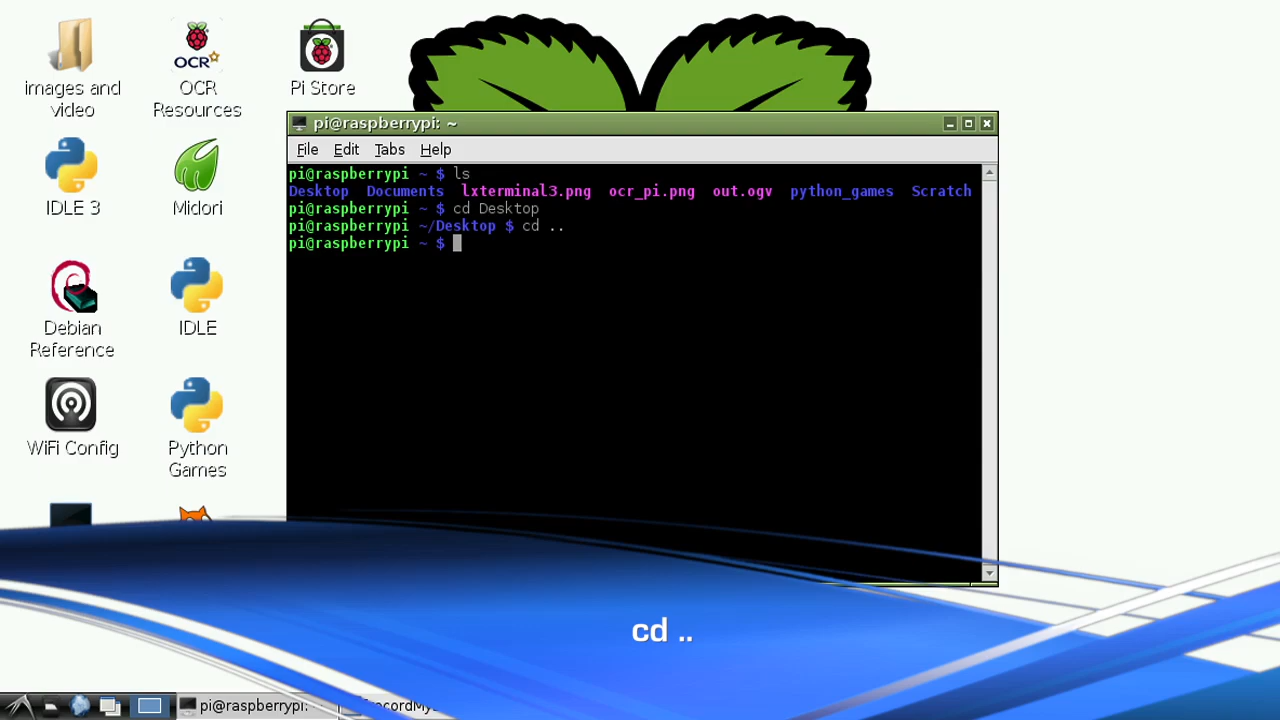 images and
video
OCR
OCR
Resources
Pi Store
IDLE 3
Midori
Debian
Reference
IDLE
WiFi Config
Python
Games
pi@raspberrypi: ~
File Edit Tabs Help
pi@raspberrypi ~ $ ls
Desktop Documents lxterminal3.png ocr_pi.png out.ogv python_games Scratch
pi@raspberrypi ~ $ cd Desktop
pi@raspberrypi ~/Desktop $ cd ..
pi@raspberrypi ~ $
cd ..
pi@raspberrypi: